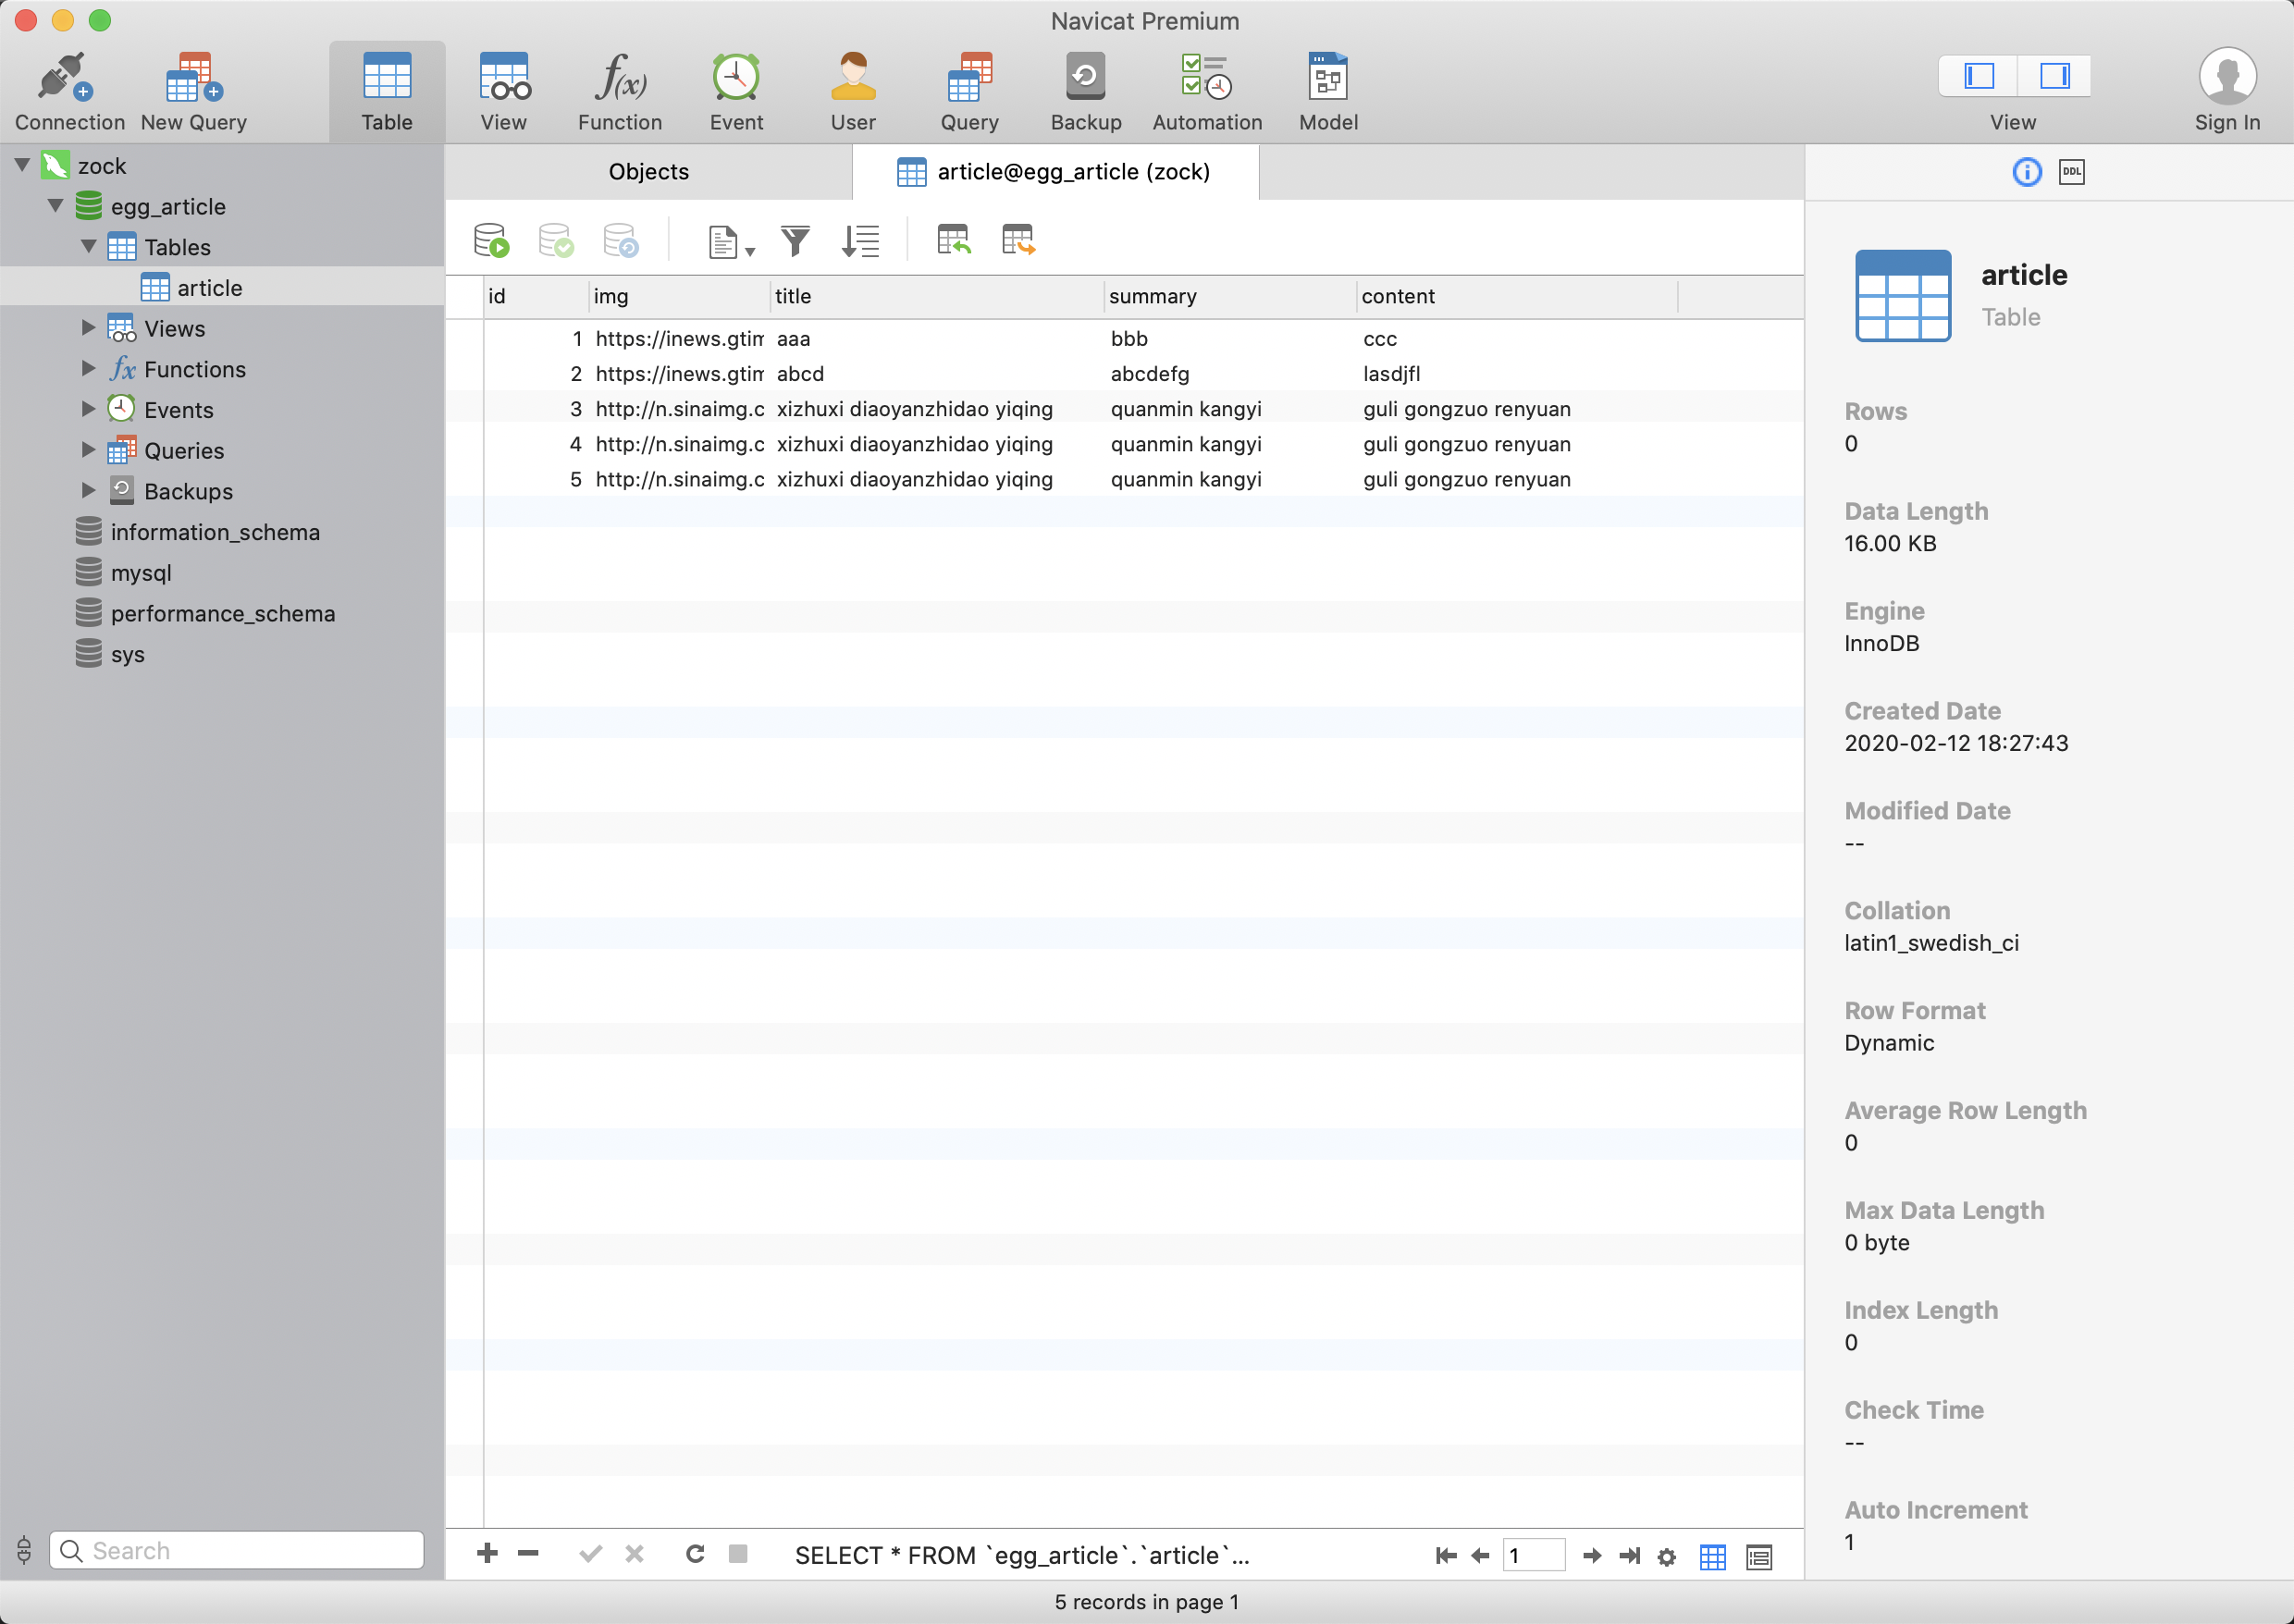 Navicat Premium
Connection New Query Table View Function Event User Query Backup Automation Model View Sign In
zock
egg_article
Tables
article
Views
Functions
Events
Queries
Backups
information_schema
mysql
performance_schema
sys
Search
Objects article@egg_article (zock)
id img title summary content
1 https://inews.gtim aaa bbb ccc
2 https://inews.gtim abcd abcdefg lasdjfl
3 http://n.sinaimg.c xizhuxi diaoyanzhidao yiqing quanmin kangyi guli gongzuo renyuan
4 http://n.sinaimg.c xizhuxi diaoyanzhidao yiqing quanmin kangyi guli gongzuo renyuan
5 http://n.sinaimg.c xizhuxi diaoyanzhidao yiqing quanmin kangyi guli gongzuo renyuan
SELECT * FROM `egg_article`.`article`...
1
DDL
article
Table
Rows
0
Data Length
16.00 KB
Engine
InnoDB
Created Date
2020-02-12 18:27:43
Modified Date
--
Collation
latin1_swedish_ci
Row Format
Dynamic
Average Row Length
0
Max Data Length
0 byte
Index Length
0
Check Time
--
Auto Increment
1
5 records in page 1